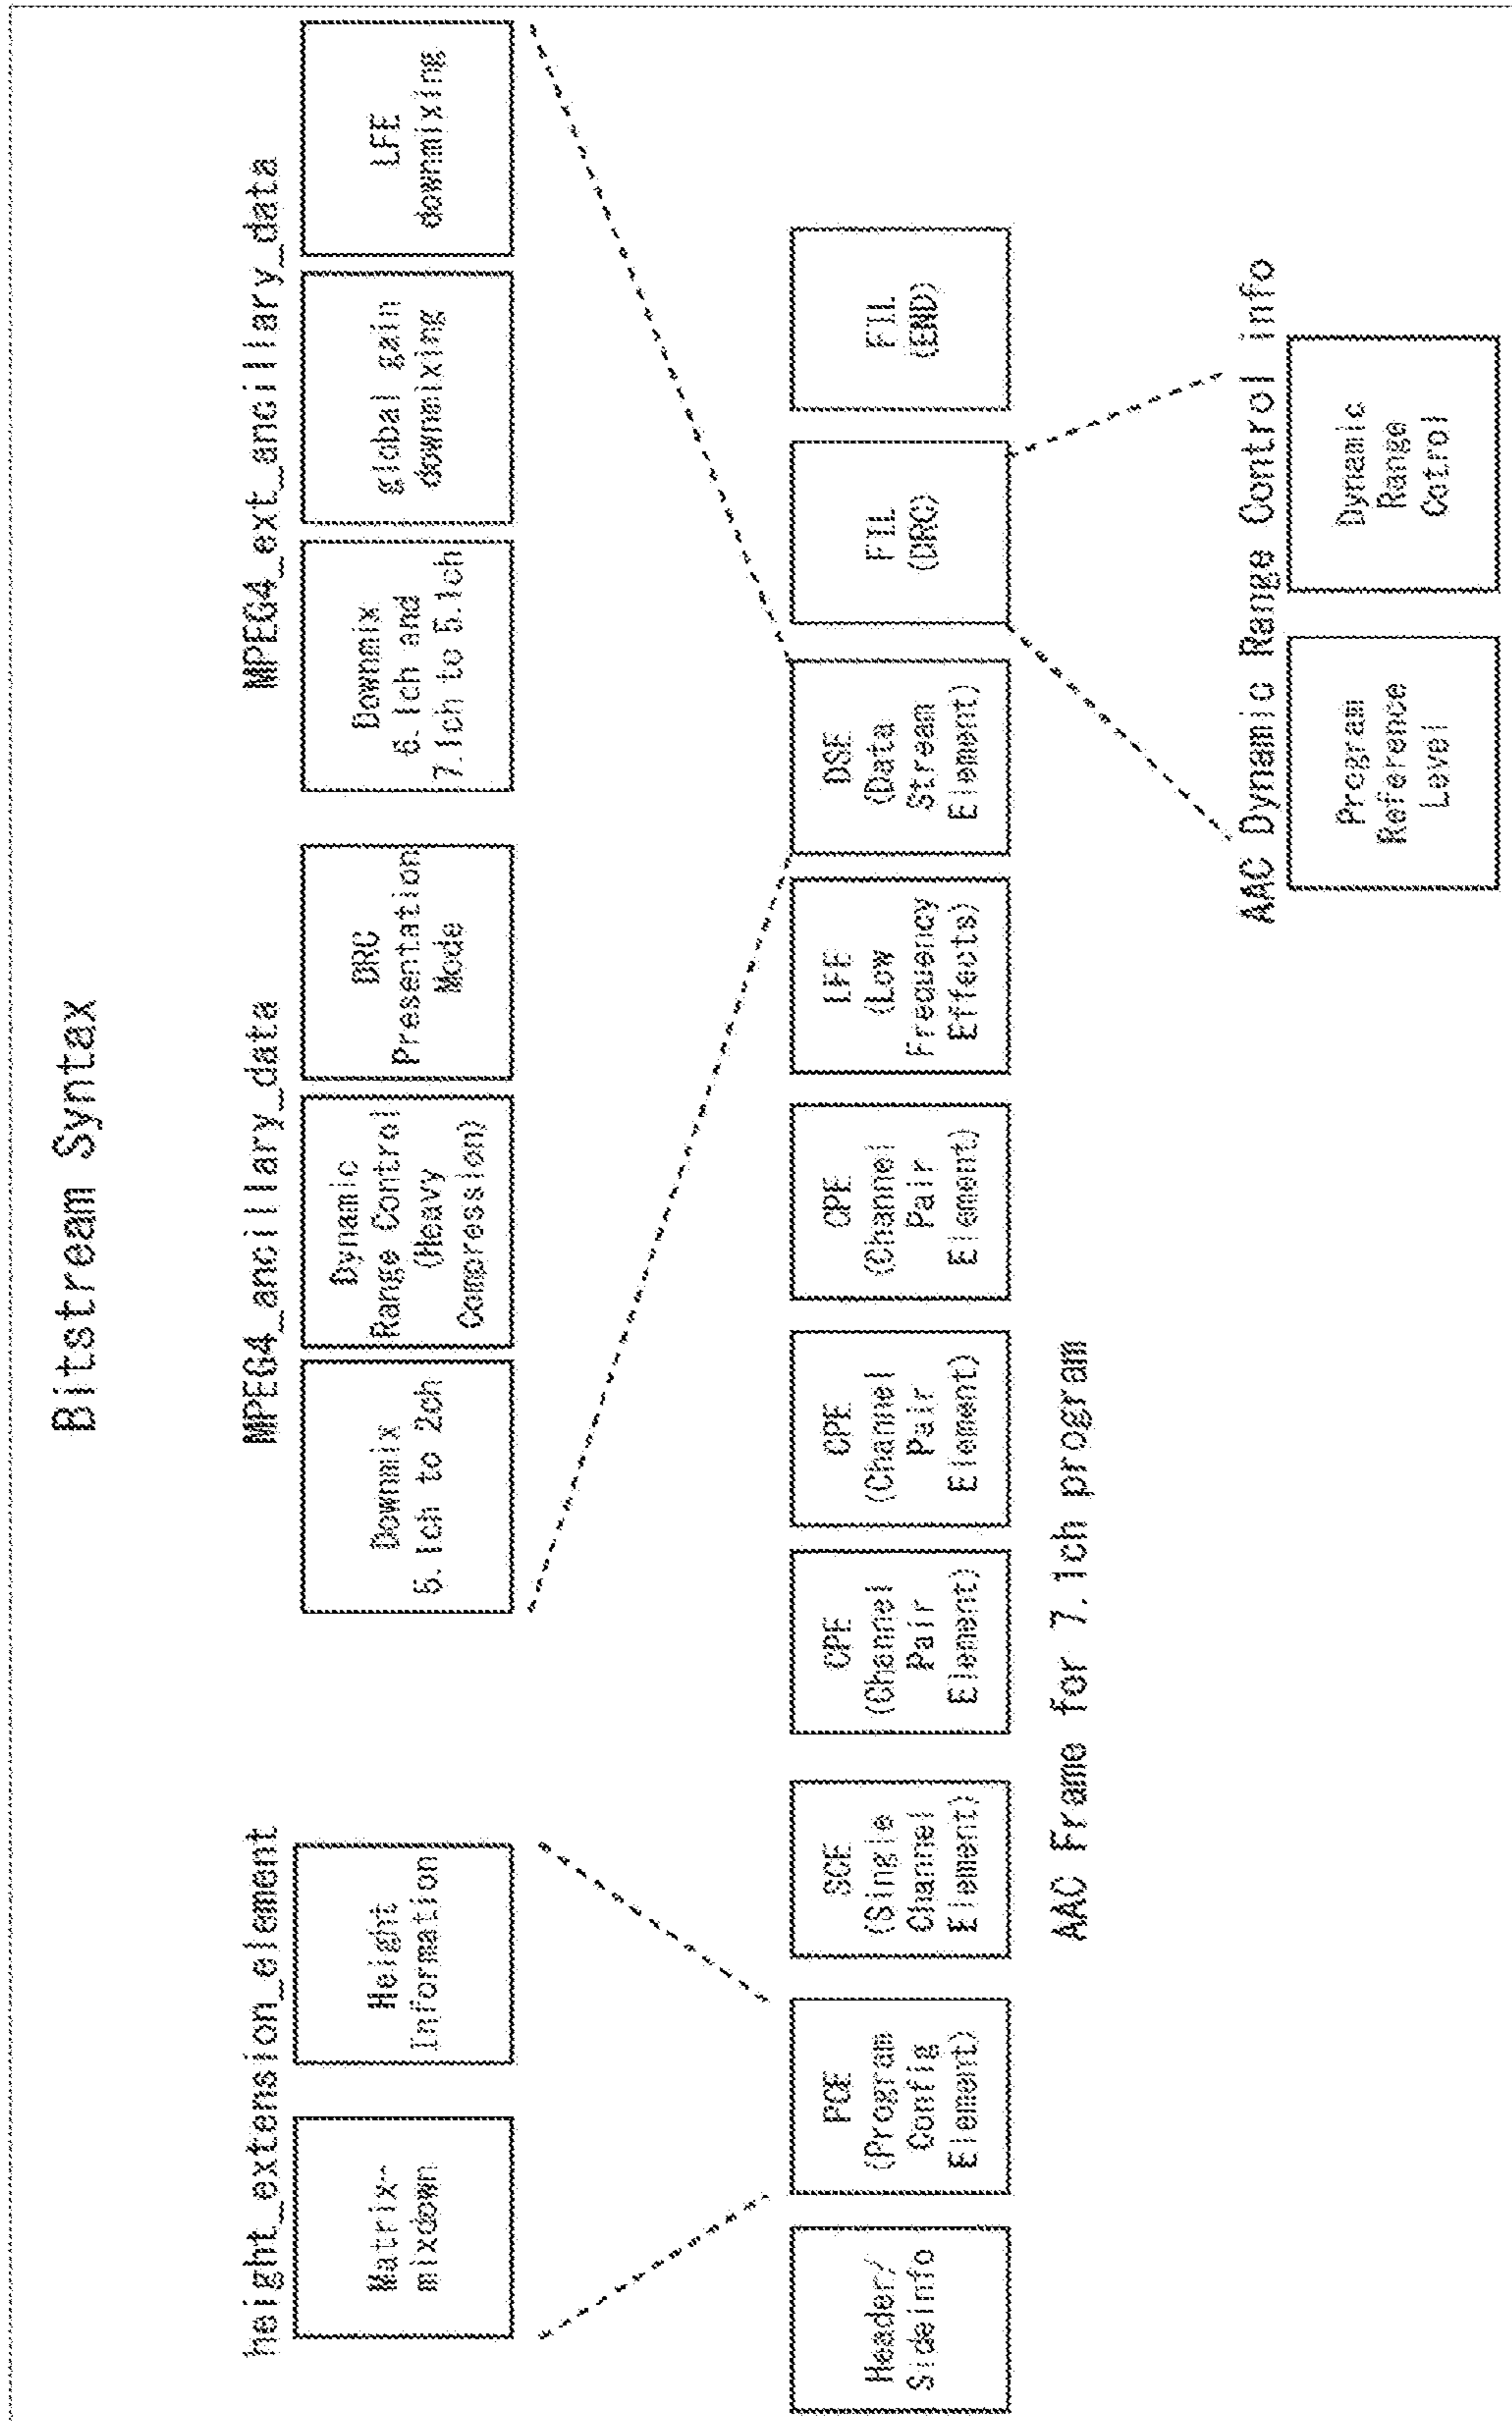 Bitstream Syntax
height_extension_element
Matrix-
mixdown
Height
Information
MPEG4_ancillary_data
Downmix
5.1ch to 2ch
Dynamic
Range Control
(Heavy
Compression)
DRC
Presentation
Mode
MPEG4_ext_ancillary_data
Downmix
6.1ch and
7.1ch to 5.1ch
global gain
downmixing
LFE
downmixing
Header/
Sideinfo
PCE
(Program
Config
Element)
SCE
(Single
Channel
Element)
CPE
(Channel
Pair
Element)
CPE
(Channel
Pair
Element)
CPE
(Channel
Pair
Element)
LFE
(Low
Frequency
Effects)
DSE
(Data
Stream
Element)
FIL
(DRC)
FIL
(END)
AAC Frame for 7.1ch program
AAC Dynamic Range Control info
Program
Reference
Level
Dynamic
Range
Cotrol